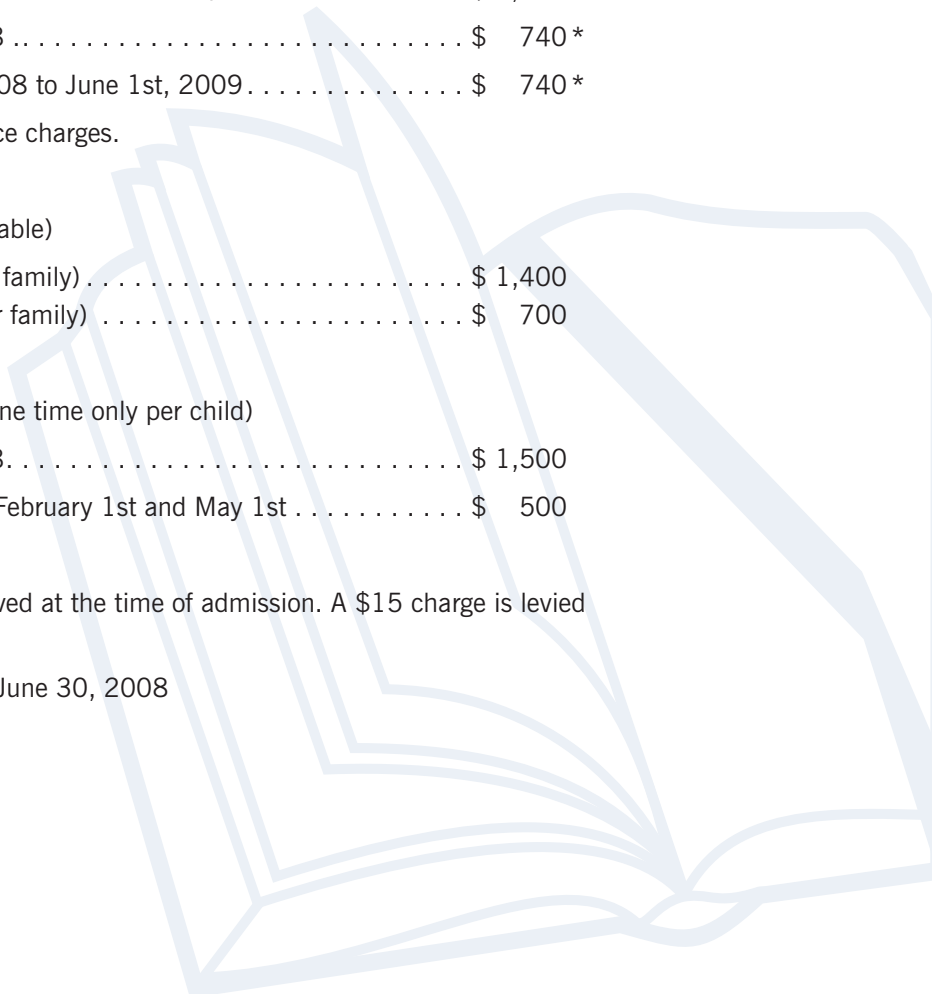 3 .. . . . . . . . . . . . . . . . . . . . . . . . . . . . $ 740 *
08 to June 1st, 2009. . . . . . . . . . . . . . $ 740 *
ce charges.
able)
family) . . . . . . . . . . . . . . . . . . . . . . . . $ 1,400
r family) . . . . . . . . . . . . . . . . . . . . . . . $ 700
ne time only per child)
3. . . . . . . . . . . . . . . . . . . . . . . . . . . . . $ 1,500
February 1st and May 1st . . . . . . . . . . . $ 500
ved at the time of admission. A $15 charge is levied
June 30, 2008